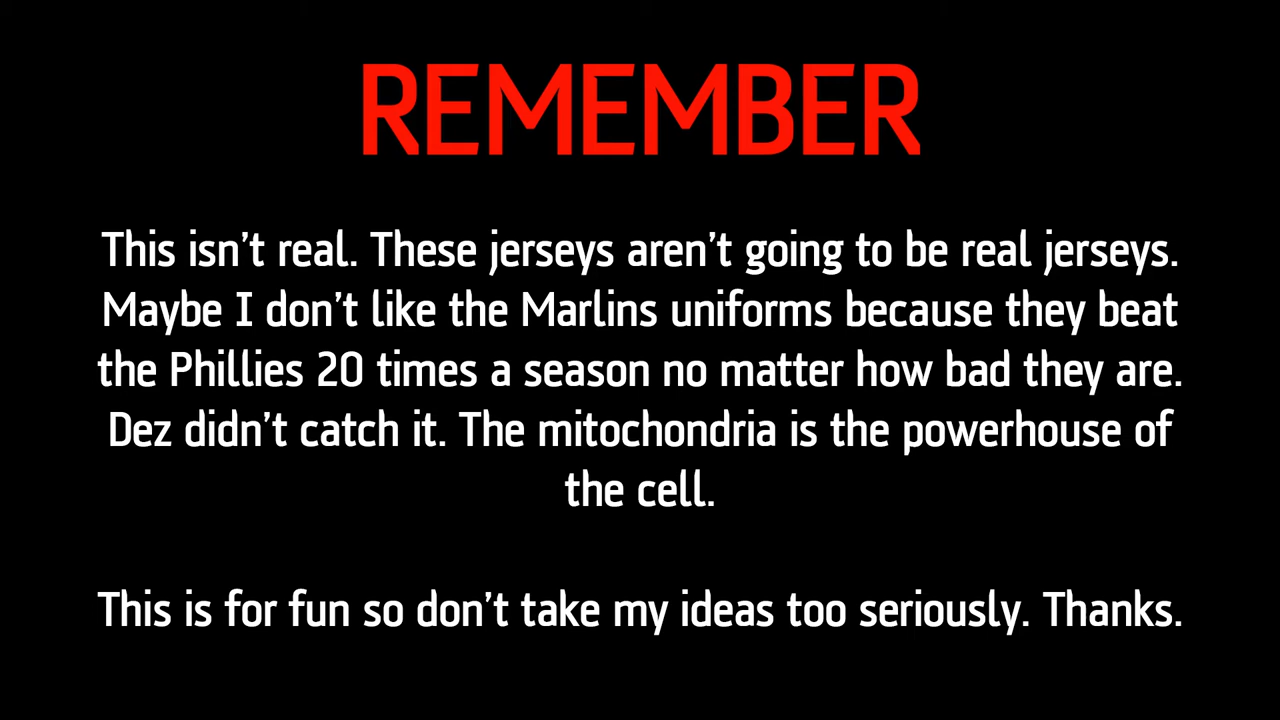 REMEMBER
This isn’t real. These jerseys aren’t going to be real jerseys.
Maybe I don’t like the Marlins uniforms because they beat
the Phillies 20 times a season no matter how bad they are.
Dez didn’t catch it. The mitochondria is the powerhouse of
the cell.
This is for fun so don’t take my ideas too seriously. Thanks.